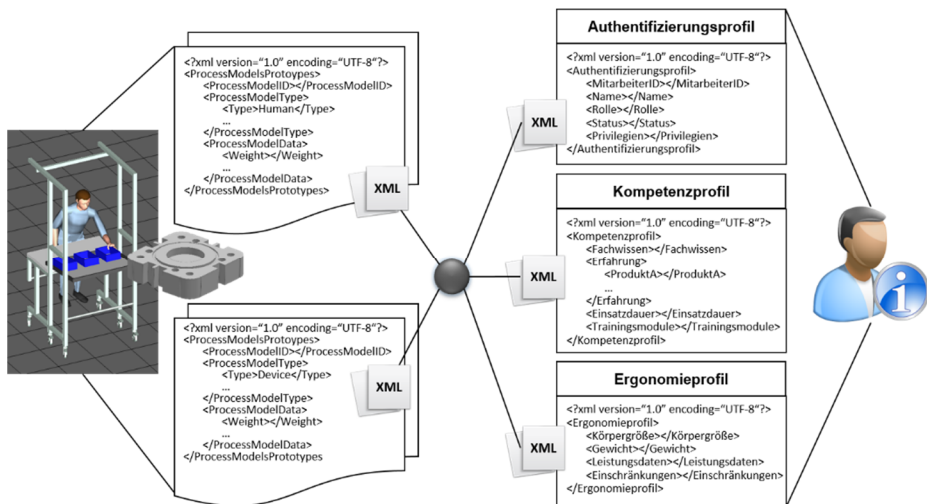 <?xml version="1.0" encoding="UTF-8"?>
<ProcessModelsProtoypes>
<ProcessModelID></ProcessModelID>
<ProcessModelType>
<Type>Human</Type>
...
</ProcessModelType>
<ProcessModelData>
<Weight></Weight>
...
</ProcessModelData>
</ProcessModelsPrototypes>
XML
<?xml version="1.0" encoding="UTF-8"?>
<ProcessModelsProtoypes>
<ProcessModelID></ProcessModelID>
<ProcessModelType>
<Type>Device</Type>
...
</ProcessModelType>
<ProcessModelData>
<Weight></Weight>
...
</ProcessModelData>
</ProcessModelsPrototypes
XML
Authentifizierungsprofil
<?xml version="1.0" encoding="UTF-8"?>
<Authentifizierungsprofil>
<MitarbeiterID></MitarbeiterID>
<Name></Name>
<Rolle></Rolle>
<Status></Status>
<Privilegien></Privilegien>
</Authentifizierungsprofil>
XML
Kompetenzprofil
<?xml version="1.0" encoding="UTF-8"?>
<Kompetenzprofil>
<Fachwissen></Fachwissen>
<Erfahrung>
<ProduktA></ProduktA>
...
</Erfahrung>
<Einsatzdauer></Einsatzdauer>
<Trainingsmodule></Trainingsmodule>
</Kompetenzprofil>
XML
Ergonomieprofil
<?xml version="1.0" encoding="UTF-8"?>
<Ergonomieprofil>
<Körpergröße></Körpergröße>
<Gewicht></Gewicht>
<Leistungsdaten></Leistungsdaten>
<Einschränkungen></Einschränkungen>
</Ergonomieprofil>
XML
i